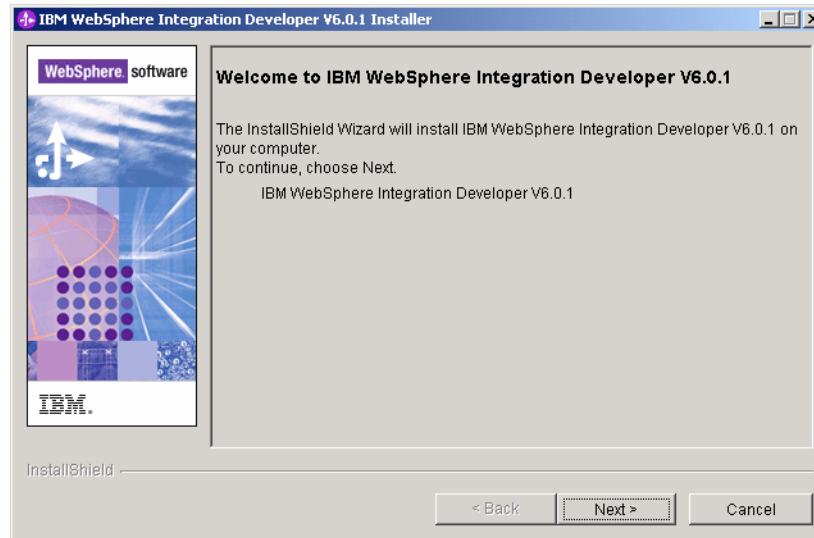 IBM WebSphere Integration Developer V6.0.1 Installer
WebSphere. software
Welcome to IBM WebSphere Integration Developer V6.0.1
The InstallShield Wizard will install IBM WebSphere Integration Developer V6.0.1 on
your computer.
To continue, choose Next.
IBM WebSphere Integration Developer V6.0.1
IBM.
InstallShield
< Back
Next >
Cancel